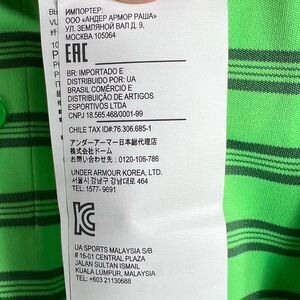 ИМПОРТЕР:
ООО «АНДЕР АРМОР РАША»
УЛ. ЗЕМЛЯНОЙ ВАЛ Д. 9,
МОСКВА 105064
EAC
BR: IMPORTADO E
DISTRIBUIDO POR: UA
BRASIL COMÉRCIO E
DISTRIBUIÇÃO DE ARTIGOS
ESPORTIVOS LTDA
CNPJ 18.565.468/0001-99
CHILE TAX ID#:76.306.685-1
アンダーアーマー日本総代理店
株式会社ドーム
お問い合わせ先：0120-106-786
UNDER ARMOUR KOREA, LTD.
서울시 강남구 강남대로 464
TEL: 1577-9691
UA SPORTS MALAYSIA S/B
# 16-01 CENTRAL PLAZA
JALAN SULTAN ISMAIL
KUALA LUMPUR, MALAYSIA
TEL: +603 21130688